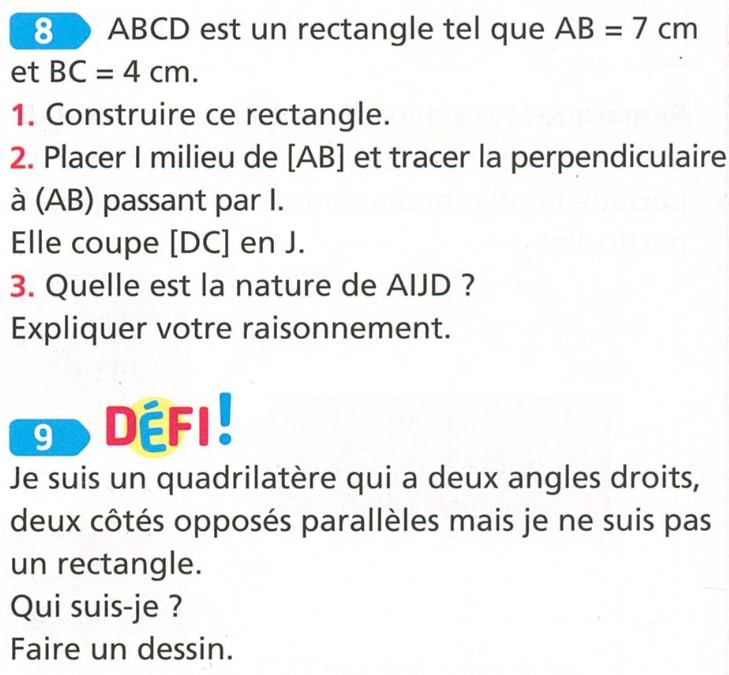 8 ABCD est un rectangle tel que AB = 7 cm
et BC = 4 cm.
1. Construire ce rectangle.
2. Placer I milieu de [AB] et tracer la perpendiculaire
à (AB) passant par I.
Elle coupe [DC] en J.
3. Quelle est la nature de AIJD ?
Expliquer votre raisonnement.
9 DÉFI!
Je suis un quadrilatère qui a deux angles droits,
deux côtés opposés parallèles mais je ne suis pas
un rectangle.
Qui suis-je ?
Faire un dessin.